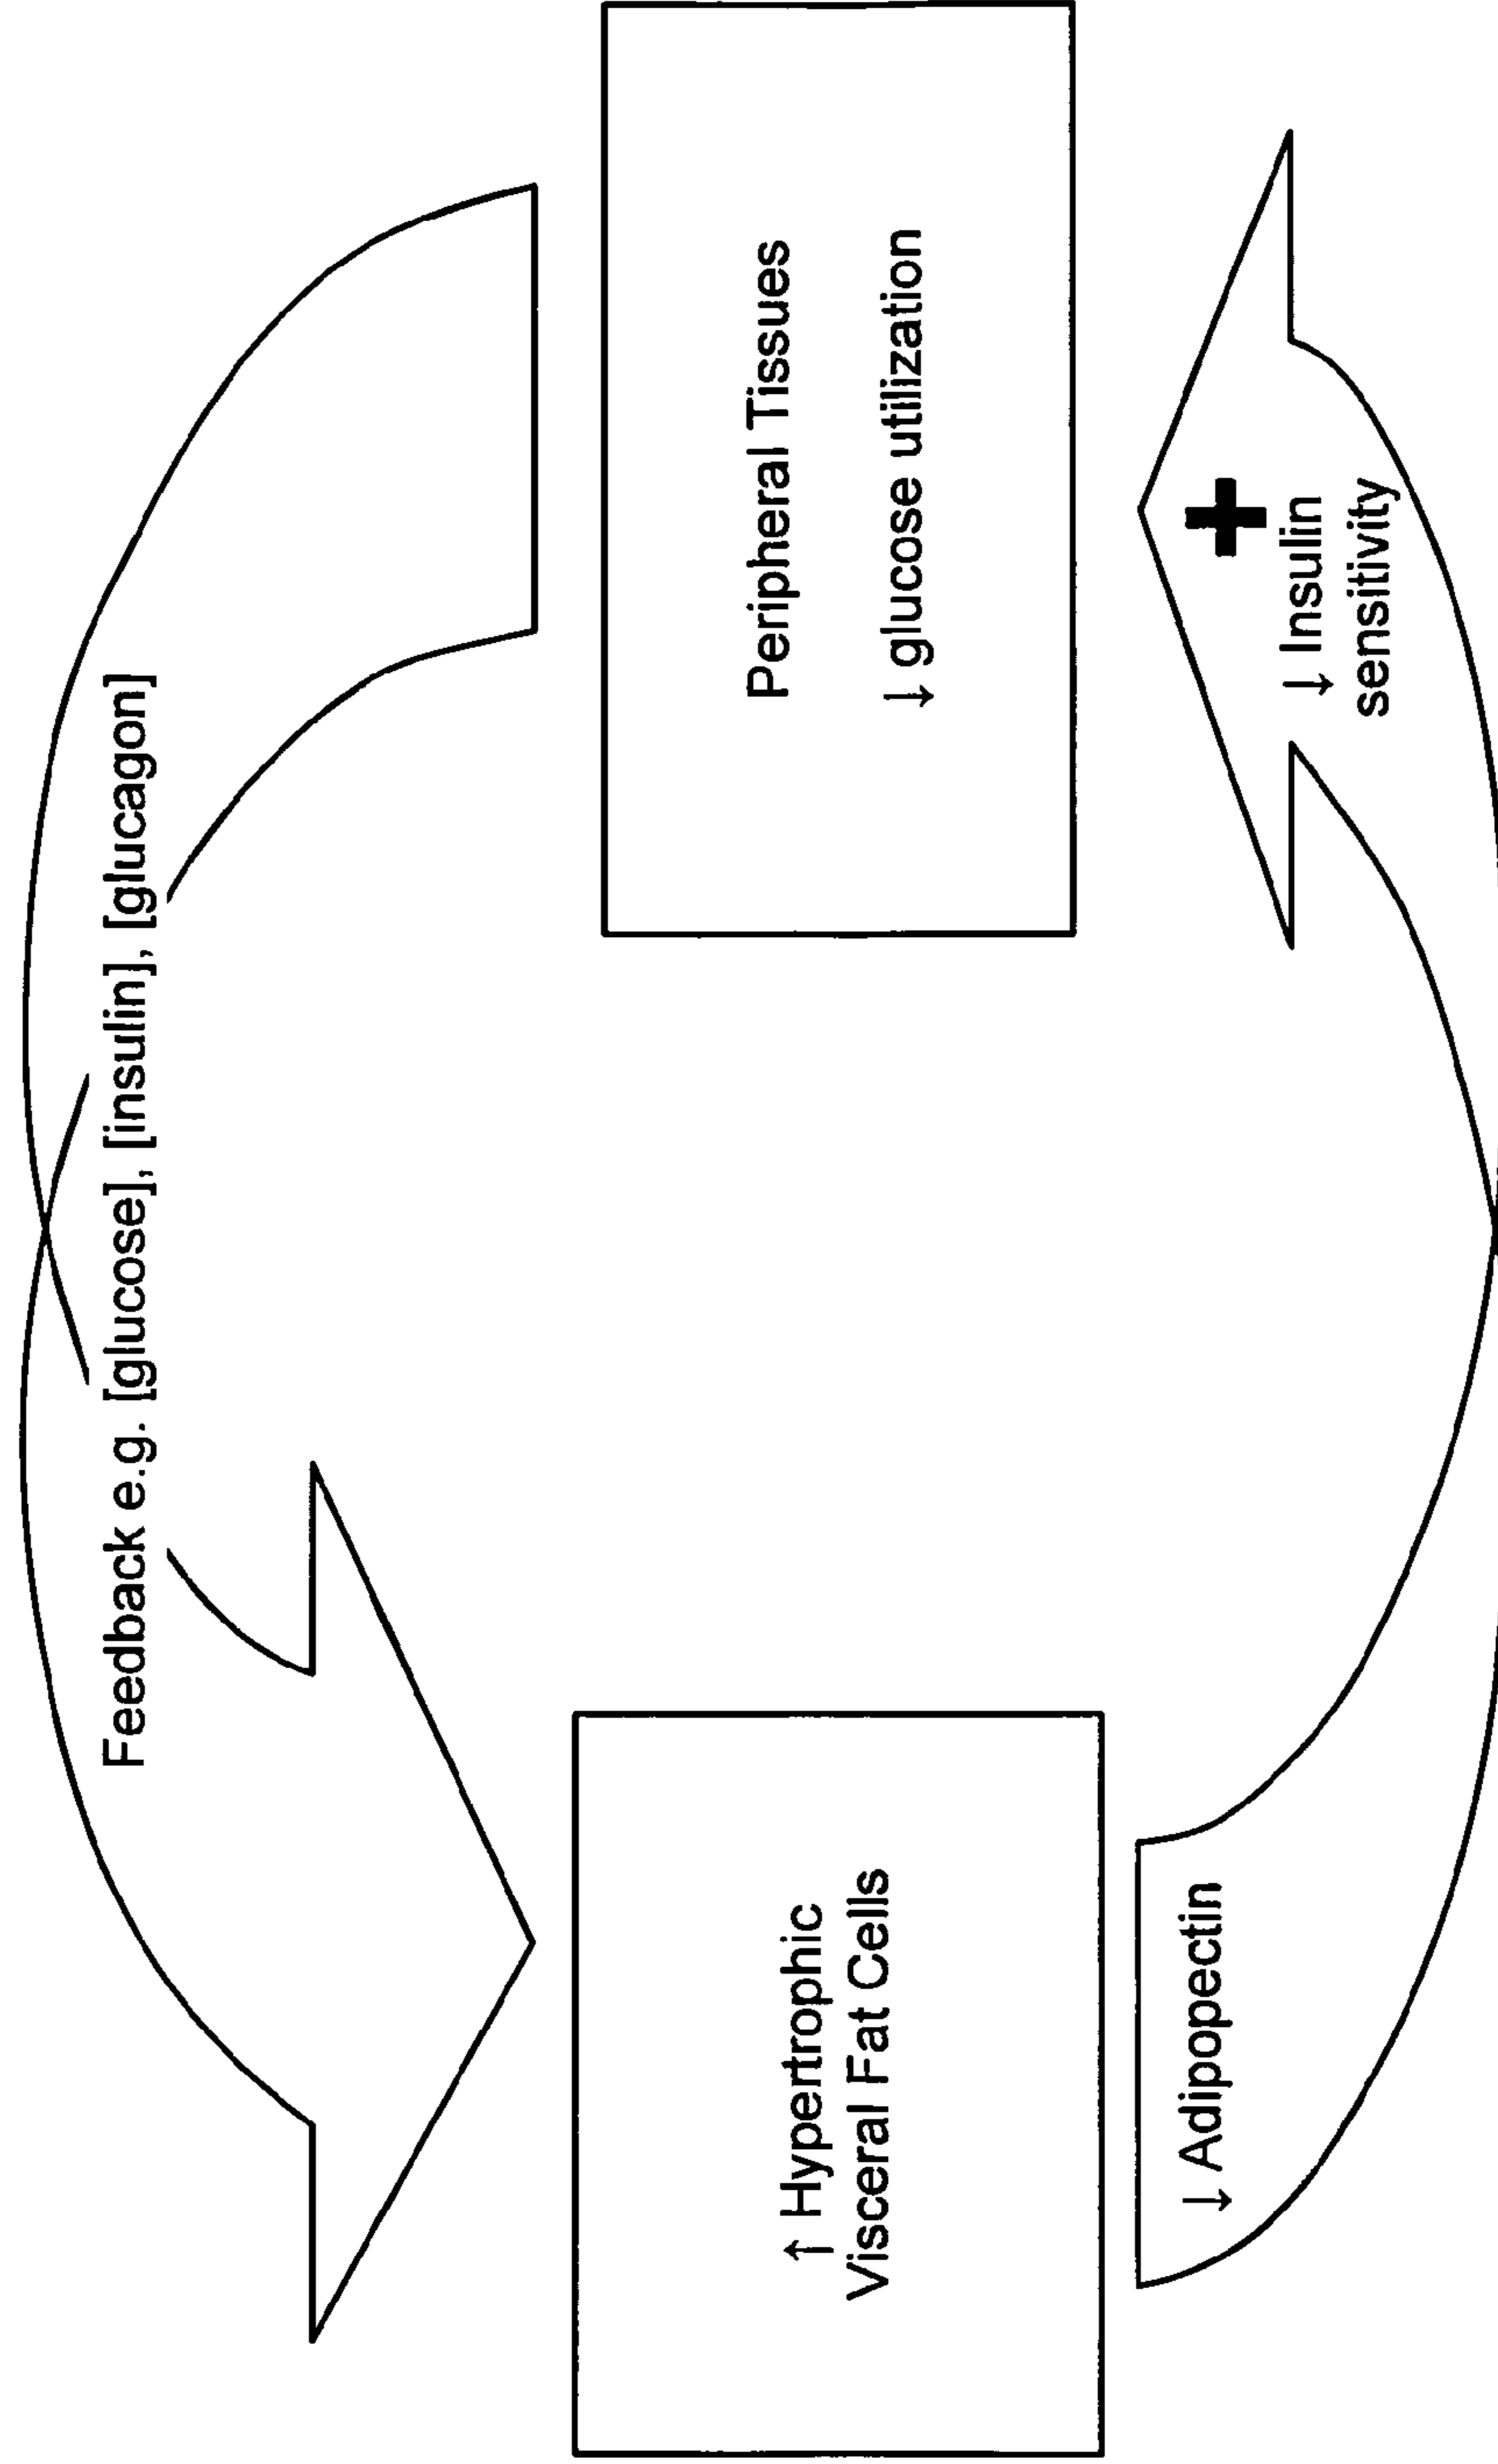 Feedback e.g. [glucose], [insulin], [glucagon]
↑ Hypertrophic
Visceral Fat Cells
Peripheral Tissues
↓ glucose utilization
↓ Adipopectin
+
↓ Insulin
sensitivity